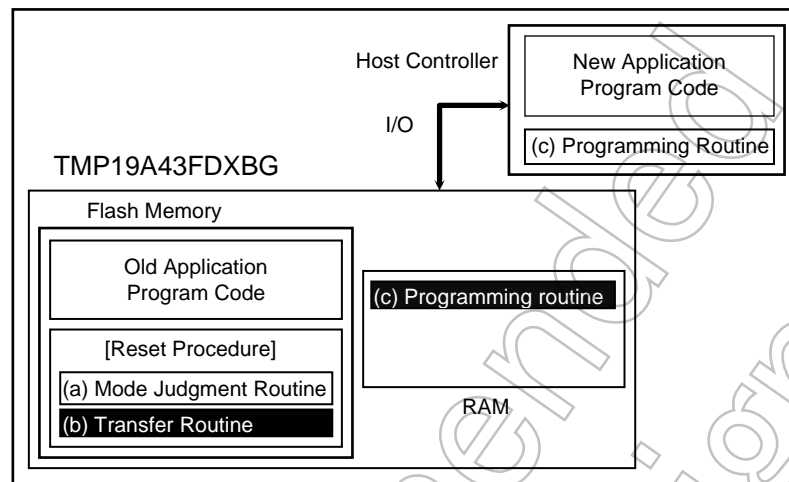 Host Controller
New Application
Program Code
I/O
(c) Programming Routine
TMP19A43FDXBG
Flash Memory
Old Application
Program Code
(c) Programming routine
[Reset Procedure]
(a) Mode Judgment Routine
(b) Transfer Routine
RAM